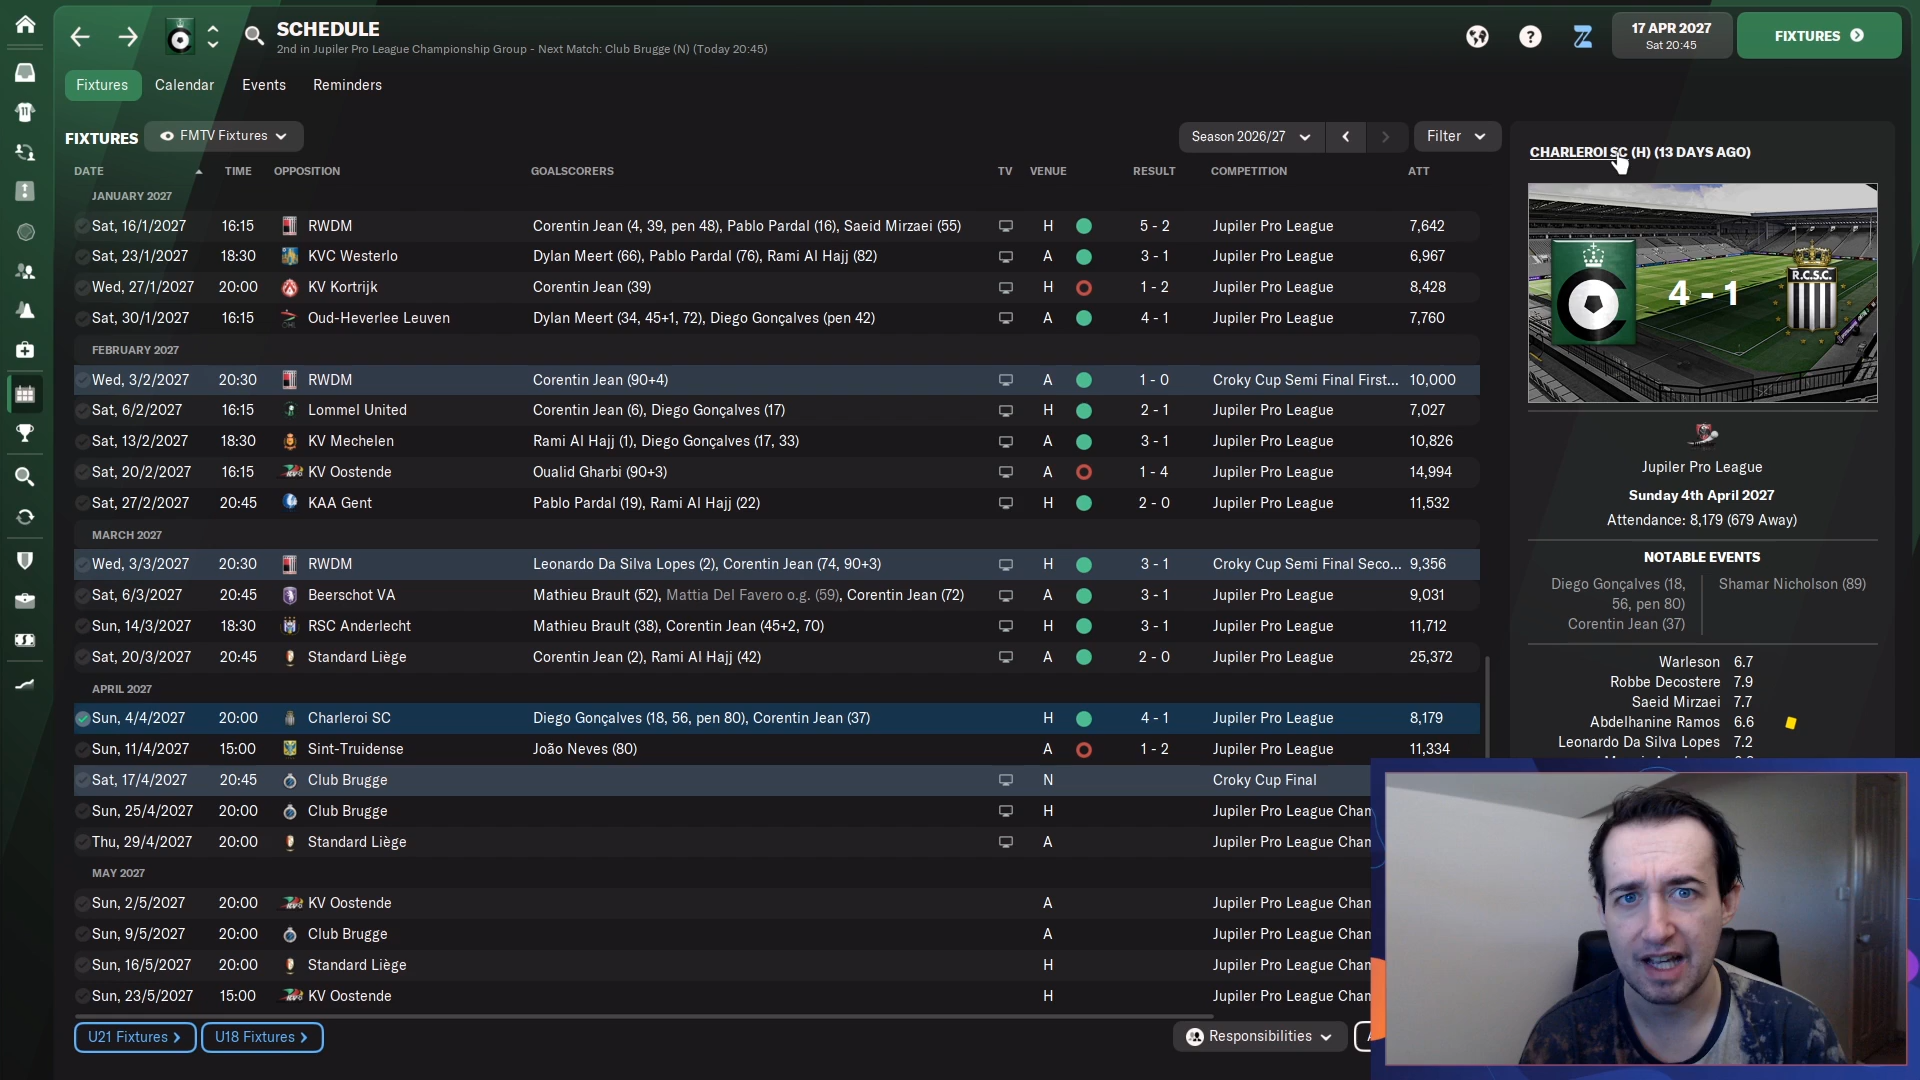 SCHEDULE
2nd in Jupiler Pro League Championship Group - Next Match: Club Brugge (N) (Today 20:45)
17 APR 2027
Sat 20:45
FIXTURES
Fixtures Calendar Events Reminders
FIXTURES FMTV Fixtures Season 2026/27 Filter
DATE TIME OPPOSITION GOALSCORERS TV VENUE RESULT COMPETITION ATT
JANUARY 2027
Sat, 16/1/2027 16:15 RWDM Corentin Jean (4, 39, pen 48), Pablo Pardal (16), Saeid Mirzaei (55) H 5 - 2 Jupiler Pro League 7,642
Sat, 23/1/2027 18:30 KVC Westerlo Dylan Meert (66), Pablo Pardal (76), Rami Al Hajj (82) A 3 - 1 Jupiler Pro League 6,967
Wed, 27/1/2027 20:00 KV Kortrijk Corentin Jean (39) H 1 - 2 Jupiler Pro League 8,428
Sat, 30/1/2027 16:15 Oud-Heverlee Leuven Dylan Meert (34, 45+1, 72), Diego Gonçalves (pen 42) A 4 - 1 Jupiler Pro League 7,760
FEBRUARY 2027
Wed, 3/2/2027 20:30 RWDM Corentin Jean (90+4) A 1 - 0 Croky Cup Semi Final First... 10,000
Sat, 6/2/2027 16:15 Lommel United Corentin Jean (6), Diego Gonçalves (17) H 2 - 1 Jupiler Pro League 7,027
Sat, 13/2/2027 18:30 KV Mechelen Rami Al Hajj (1), Diego Gonçalves (17, 33) A 3 - 1 Jupiler Pro League 10,826
Sat, 20/2/2027 16:15 KV Oostende Oualid Gharbi (90+3) A 1 - 4 Jupiler Pro League 14,994
Sat, 27/2/2027 20:45 KAA Gent Pablo Pardal (19), Rami Al Hajj (22) H 2 - 0 Jupiler Pro League 11,532
MARCH 2027
Wed, 3/3/2027 20:30 RWDM Leonardo Da Silva Lopes (2), Corentin Jean (74, 90+3) H 3 - 1 Croky Cup Semi Final Seco... 9,356
Sat, 6/3/2027 20:45 Beerschot VA Mathieu Brault (52), Mattia Del Favero o.g. (59), Corentin Jean (72) A 3 - 1 Jupiler Pro League 9,031
Sun, 14/3/2027 18:30 RSC Anderlecht Mathieu Brault (38), Corentin Jean (45+2, 70) H 3 - 1 Jupiler Pro League 11,712
Sat, 20/3/2027 20:45 Standard Liège Corentin Jean (2), Rami Al Hajj (42) A 2 - 0 Jupiler Pro League 25,372
APRIL 2027
Sun, 4/4/2027 20:00 Charleroi SC Diego Gonçalves (18, 56, pen 80), Corentin Jean (37) H 4 - 1 Jupiler Pro League 8,179
Sun, 11/4/2027 15:00 Sint-Truidense João Neves (80) A 1 - 2 Jupiler Pro League 11,334
Sat, 17/4/2027 20:45 Club Brugge N Croky Cup Final
Sun, 25/4/2027 20:00 Club Brugge H Jupiler Pro League Cham
Thu, 29/4/2027 20:00 Standard Liège A Jupiler Pro League Cham
MAY 2027
Sun, 2/5/2027 20:00 KV Oostende A Jupiler Pro League Cham
Sun, 9/5/2027 20:00 Club Brugge A Jupiler Pro League Cham
Sun, 16/5/2027 20:00 Standard Liège H Jupiler Pro League Cham
Sun, 23/5/2027 15:00 KV Oostende H Jupiler Pro League Cham
U21 Fixtures U18 Fixtures Responsibilities
CHARLEROI SC (H) (13 DAYS AGO)
4 - 1
R.C.S.C.
Jupiler Pro League
Sunday 4th April 2027
Attendance: 8,179 (679 Away)
NOTABLE EVENTS
Diego Gonçalves (18, 56, pen 80)
Corentin Jean (37)
Shamar Nicholson (89)
Warleson 6.7
Robbe Decostere 7.9
Saeid Mirzaei 7.7
Abdelhanine Ramos 6.6
Leonardo Da Silva Lopes 7.2